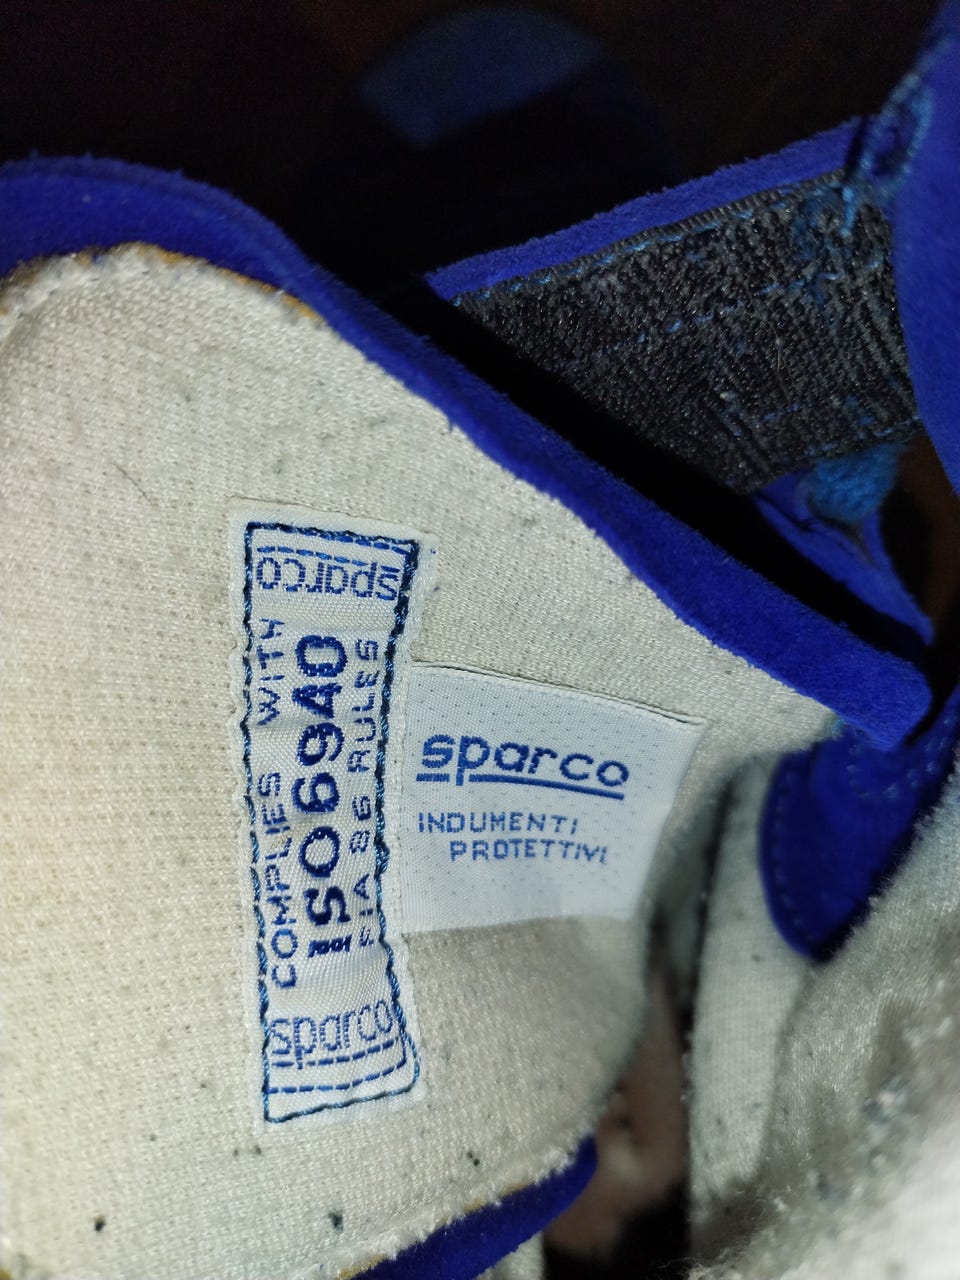 sparco
COMPLIES WITH
ISO6940
FIA 86 RULES
sparco
sparco
INDUMENTI
PROTETTIVI